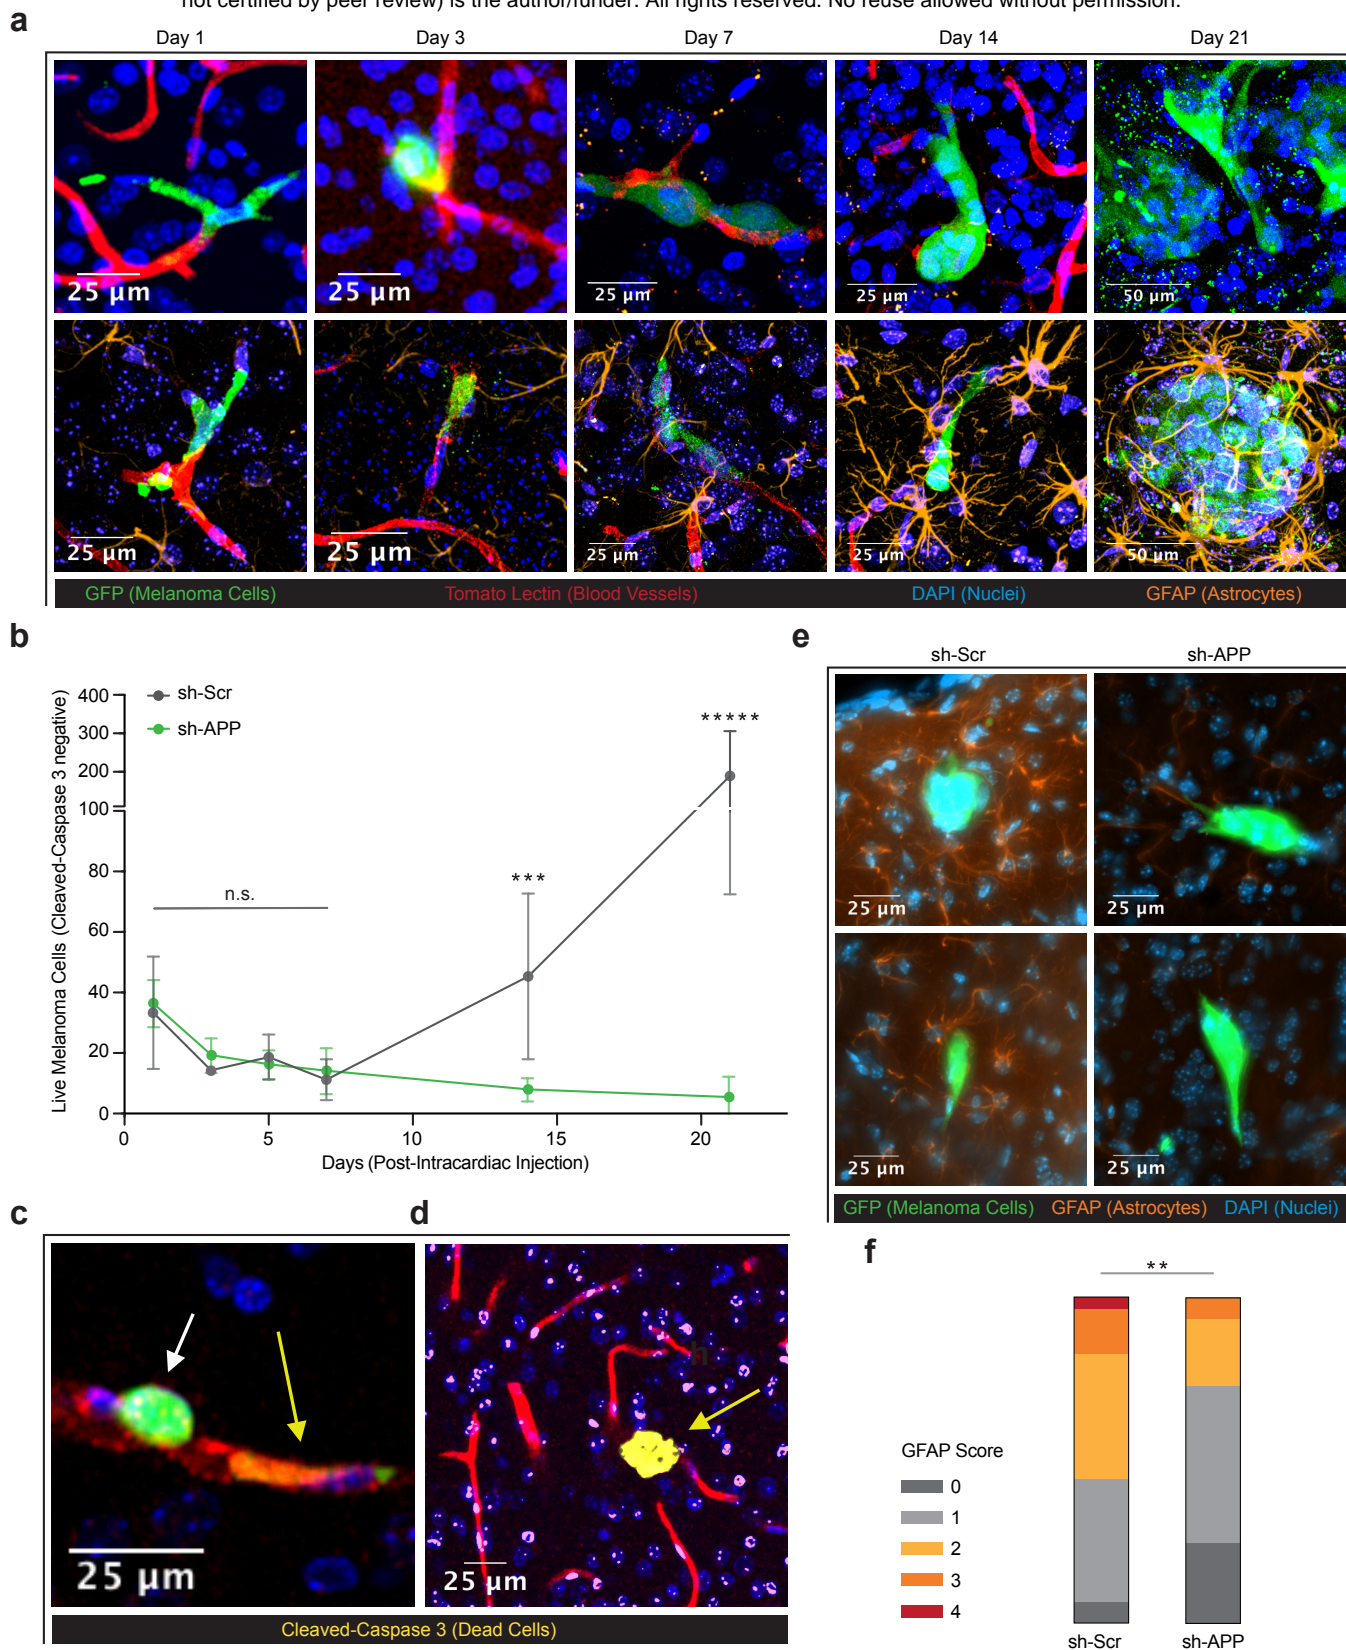 not certified by peer review) is the author/funder. All rights reserved. No reuse allowed without permission.
a
Day 1
Day 3
Day 7
Day 14
Day 21
25 µm
25 µm
25 µm
25 µm
50 µm
25 µm
25 µm
25 µm
25 µm
50 µm
GFP (Melanoma Cells)
Tomato Lectin (Blood Vessels)
DAPI (Nuclei)
GFAP (Astrocytes)
b
Live Melanoma Cells (Cleaved-Caspase 3 negative)
400
300
200
100
80
60
40
20
0
sh-Scr
sh-APP
n.s.
***
*****
0
5
10
15
20
Days (Post-Intracardiac Injection)
e
sh-Scr
sh-APP
25 µm
25 µm
25 µm
25 µm
GFP (Melanoma Cells)
GFAP (Astrocytes)
DAPI (Nuclei)
c
25 µm
d
h
25 µm
Cleaved-Caspase 3 (Dead Cells)
f
**
GFAP Score
0
1
2
3
4
sh-Scr
sh-APP